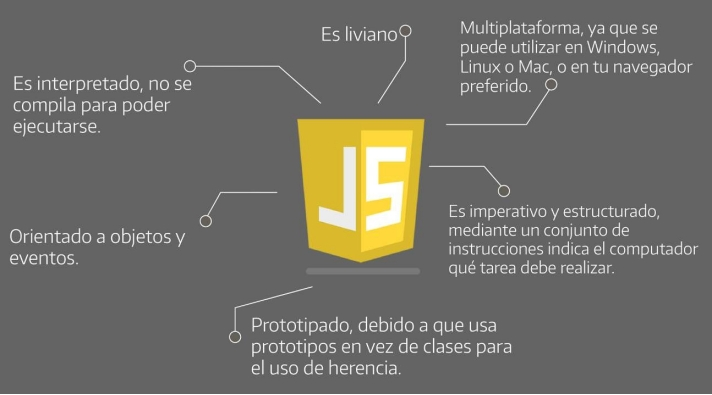 Es liviano
Multiplataforma, ya que se
puede utilizar en Windows,
Linux o Mac, o en tu navegador
preferido.
Es interpretado, no se
compila para poder
ejecutarse.
JS
Es imperativo y estructurado,
mediante un conjunto de
instrucciones indica el computador
qué tarea debe realizar.
Orientado a objetos y
eventos.
Prototipado, debido a que usa
prototipos en vez de clases para
el uso de herencia.